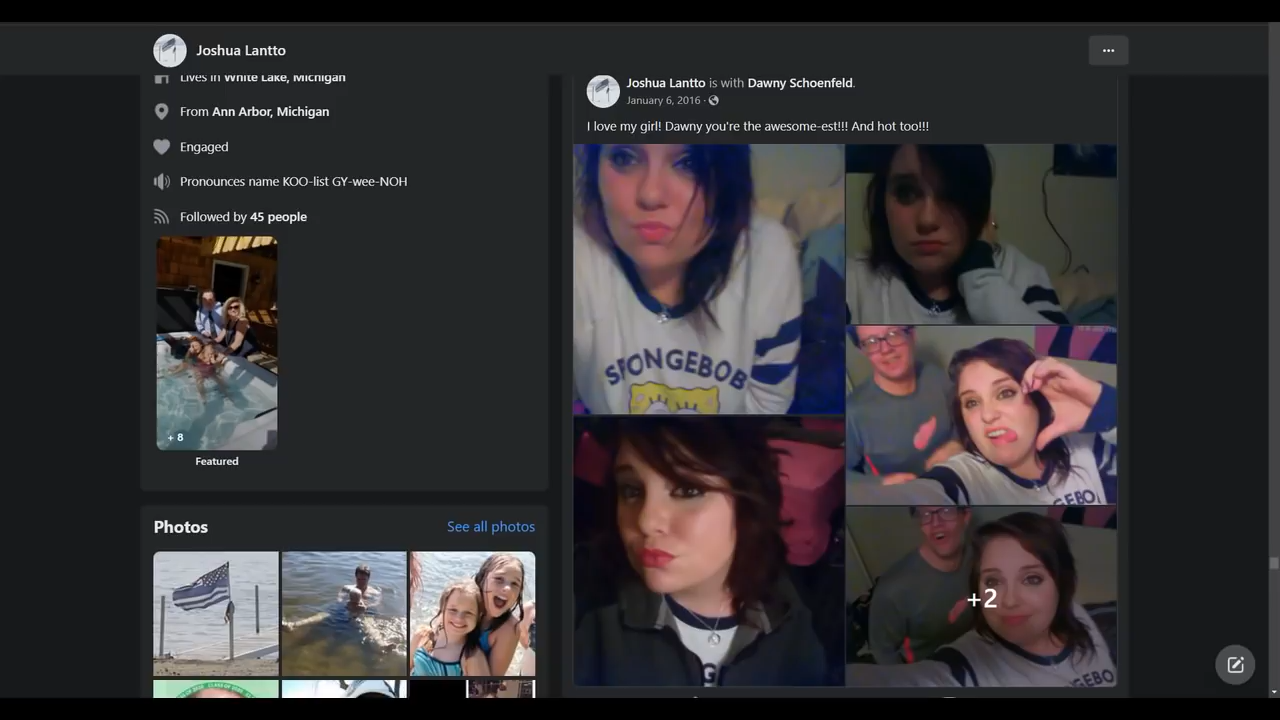 Joshua Lantto
Lives in White Lake, Michigan
From Ann Arbor, Michigan
Engaged
Pronounces name KOO-list GY-wee-NOH
Followed by 45 people
+ 8
Featured
Photos
See all photos
Joshua Lantto is with Dawny Schoenfeld.
January 6, 2016 ·
I love my girl! Dawny you're the awesome-est!!! And hot too!!!
SPONGEBOB
GEBO
+2
GEBO
G